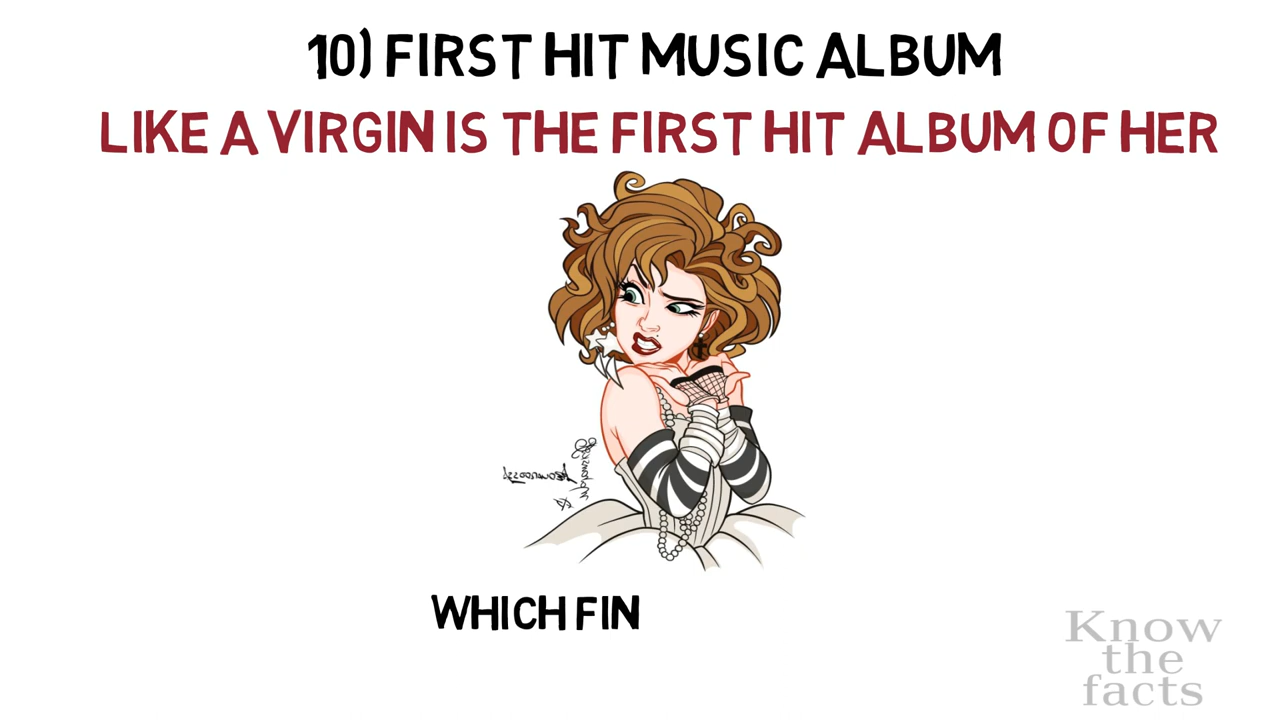 10) FIRST HIT MUSIC ALBUM
LIKE A VIRGIN IS THE FIRST HIT ALBUM OF HER
WHICH FIN
Know
the
facts